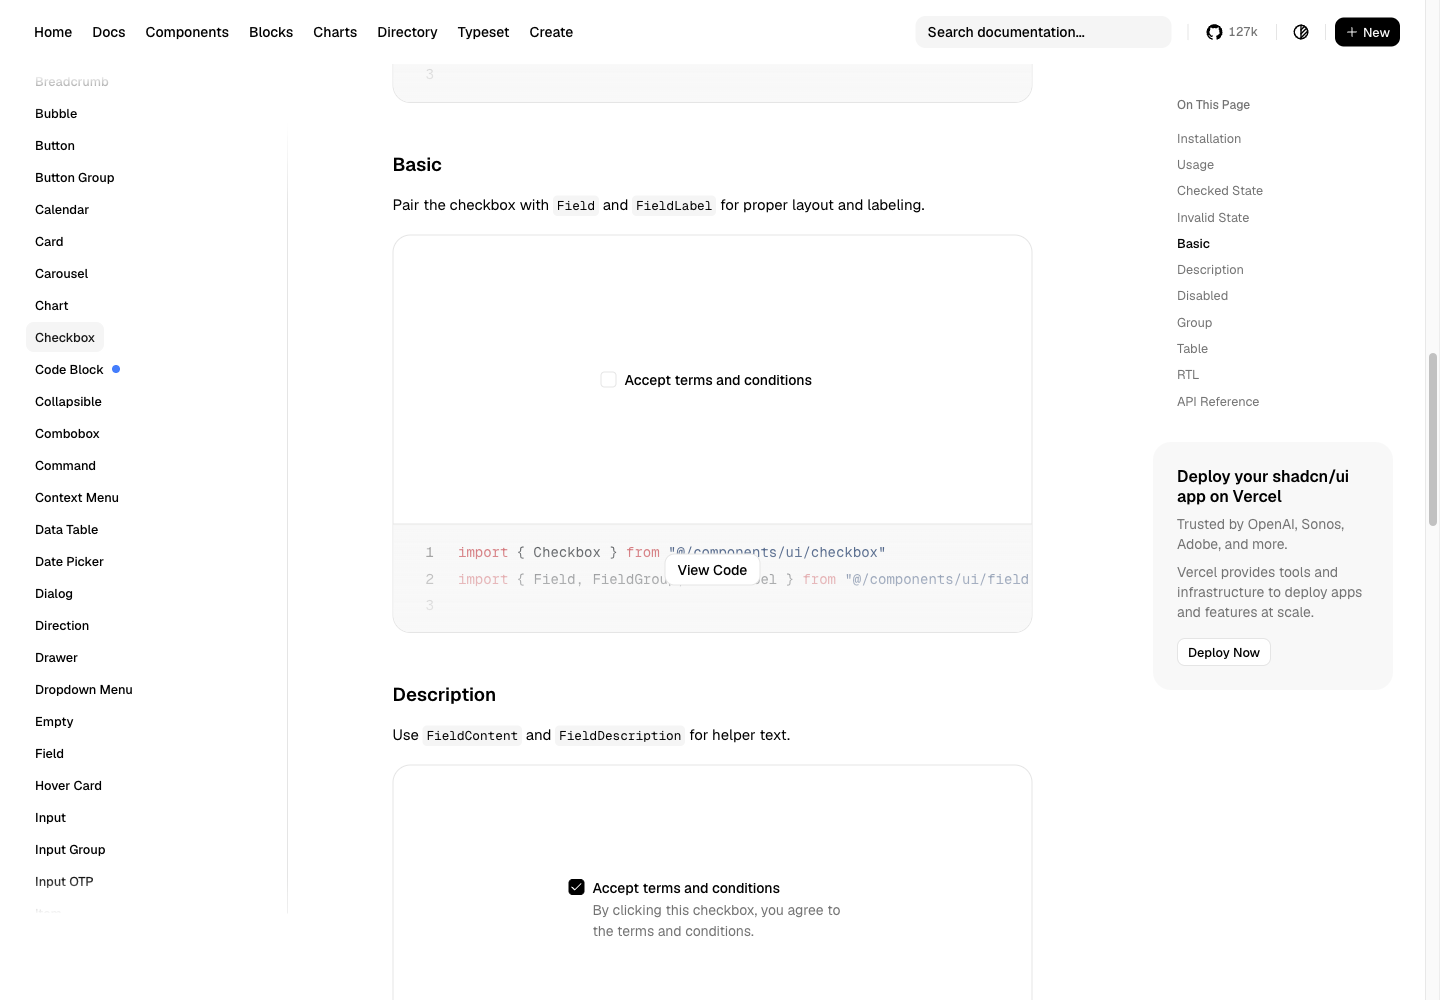 Home Docs Components Blocks Charts Directory Typeset Create
Search documentation...
127k
New
Breadcrumb
Bubble
Button
Button Group
Calendar
Card
Carousel
Chart
Checkbox
Code Block
Collapsible
Combobox
Command
Context Menu
Data Table
Date Picker
Dialog
Direction
Drawer
Dropdown Menu
Empty
Field
Hover Card
Input
Input Group
Input OTP
3
Basic
Pair the checkbox with Field and FieldLabel for proper layout and labeling.
Accept terms and conditions
1 import { Checkbox } from "@/components/ui/checkbox"
View Code
2 import { Field, } from "@/components/ui/field
3
Description
Use FieldContent and FieldDescription for helper text.
Accept terms and conditions
By clicking this checkbox, you agree to
the terms and conditions.
On This Page
Installation
Usage
Checked State
Invalid State
Basic
Description
Disabled
Group
Table
RTL
API Reference
Deploy your shadcn/ui
app on Vercel
Trusted by OpenAI, Sonos,
Adobe, and more.
Vercel provides tools and
infrastructure to deploy apps
and features at scale.
Deploy Now